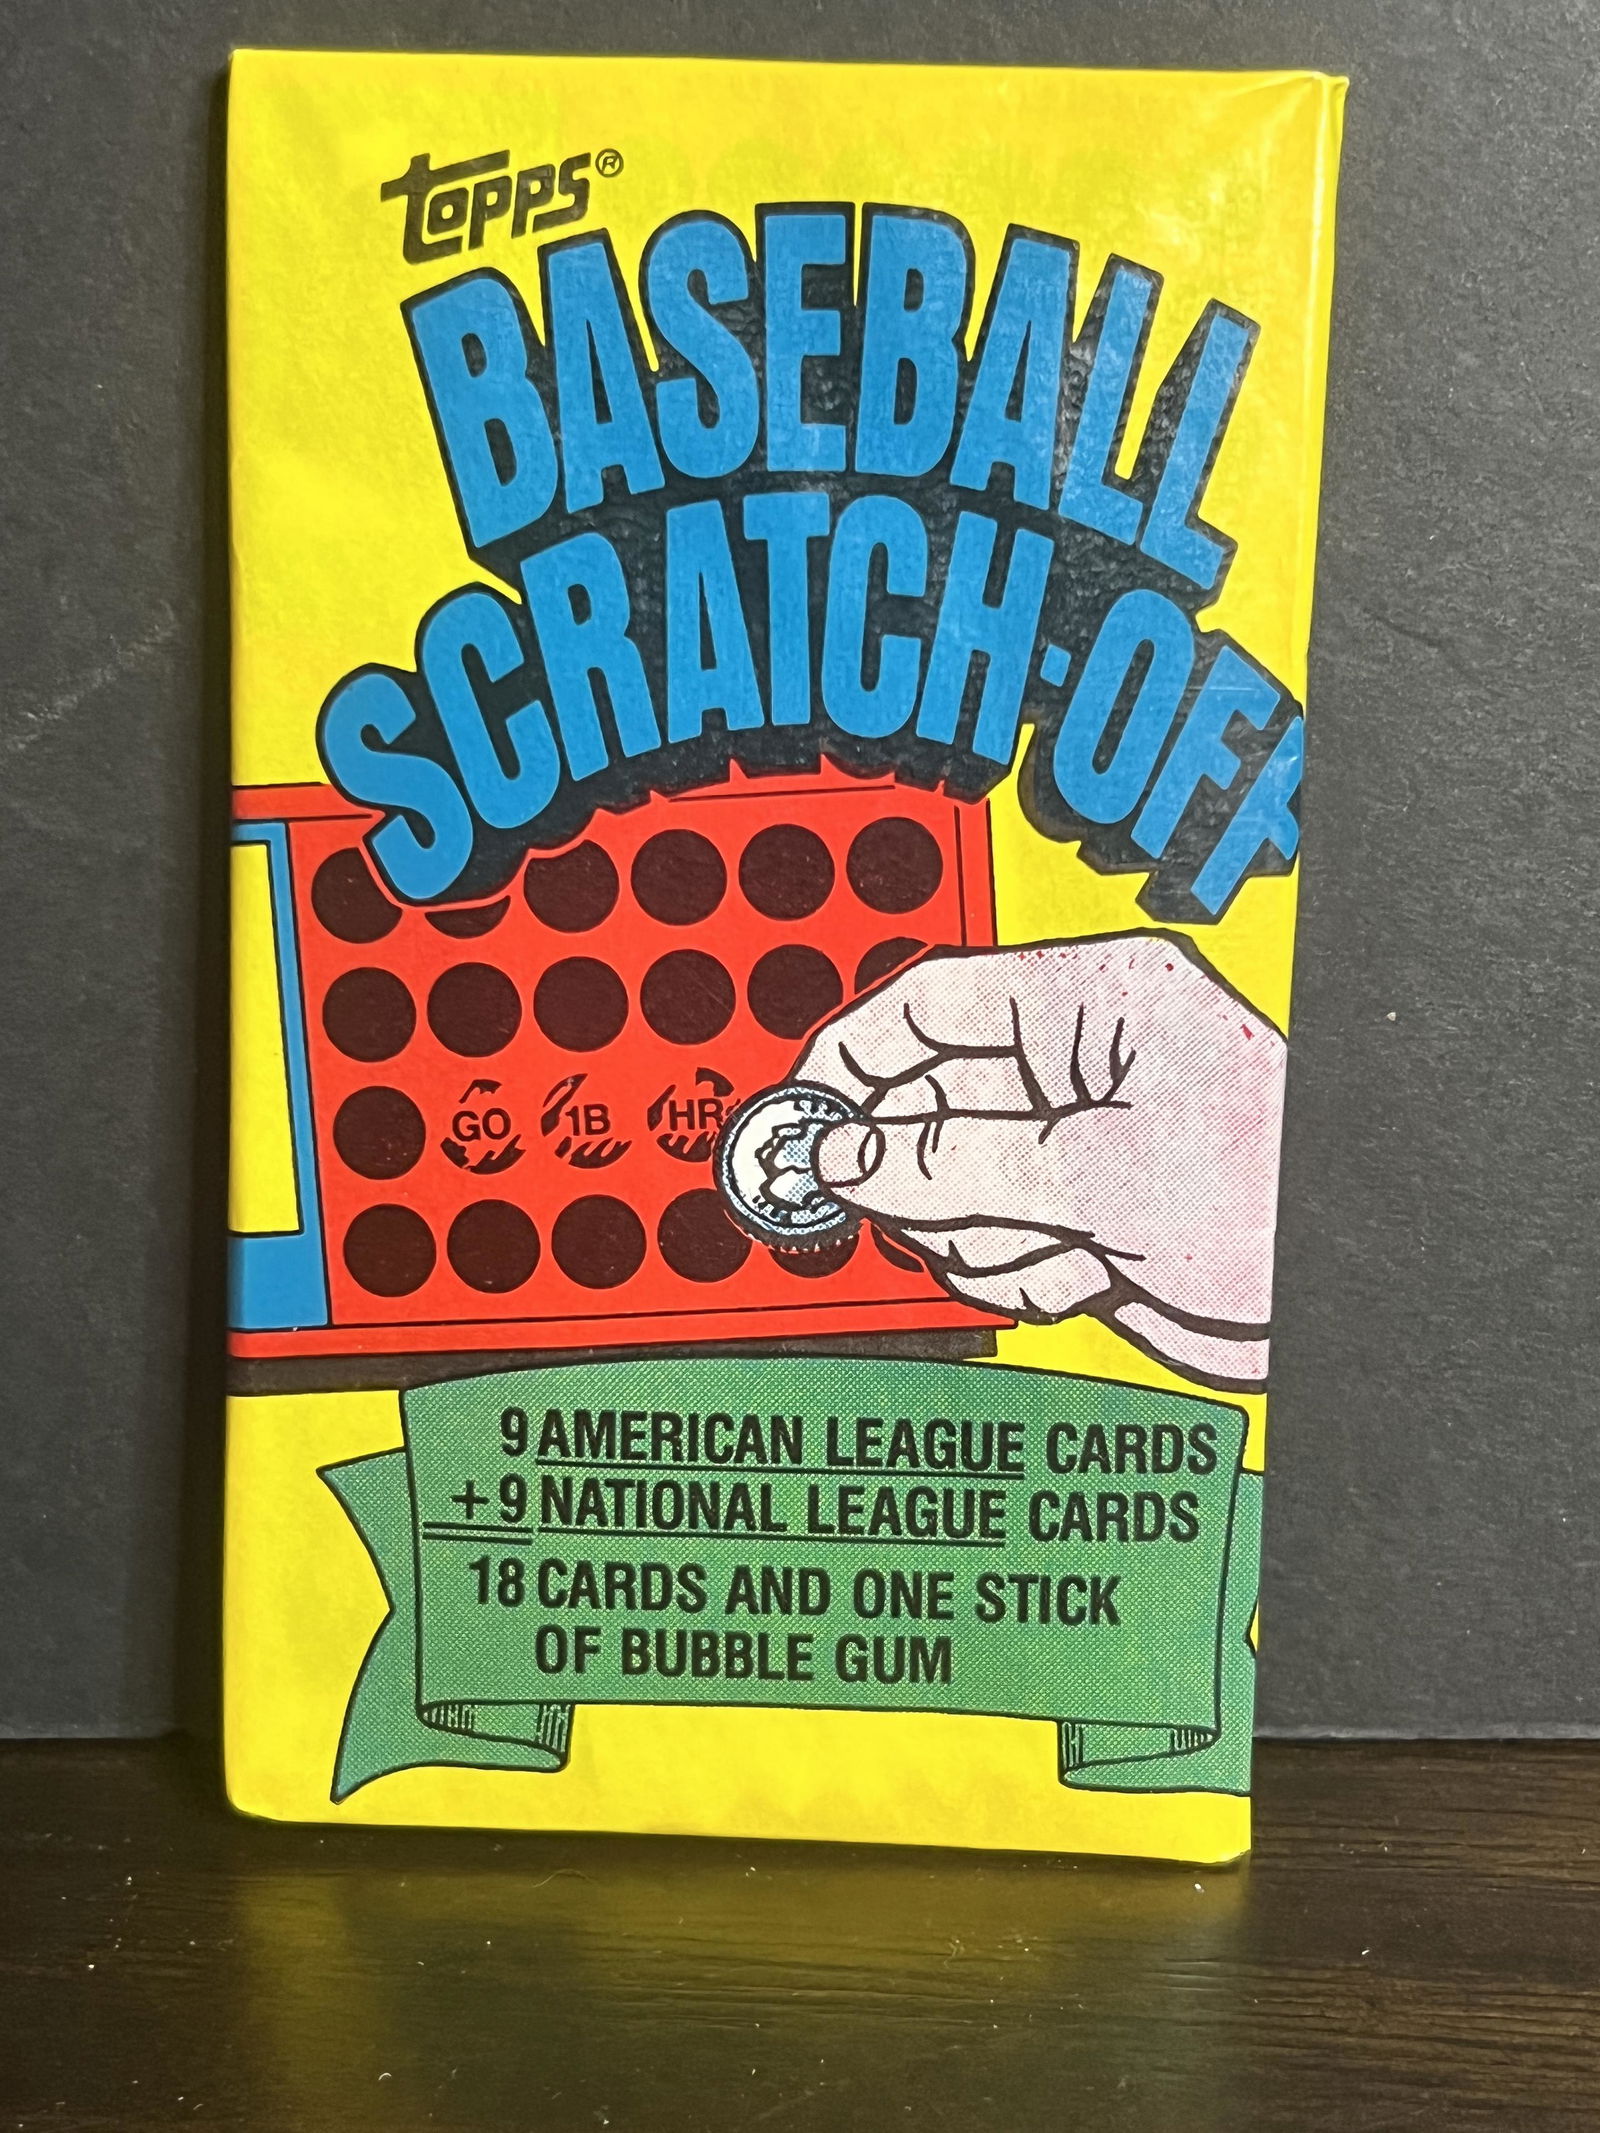 TOPPS®
BASEBALL
SCRATCH-OFF
GO 1B HR
9 AMERICAN LEAGUE CARDS
+9 NATIONAL LEAGUE CARDS
18 CARDS AND ONE STICK
OF BUBBLE GUM